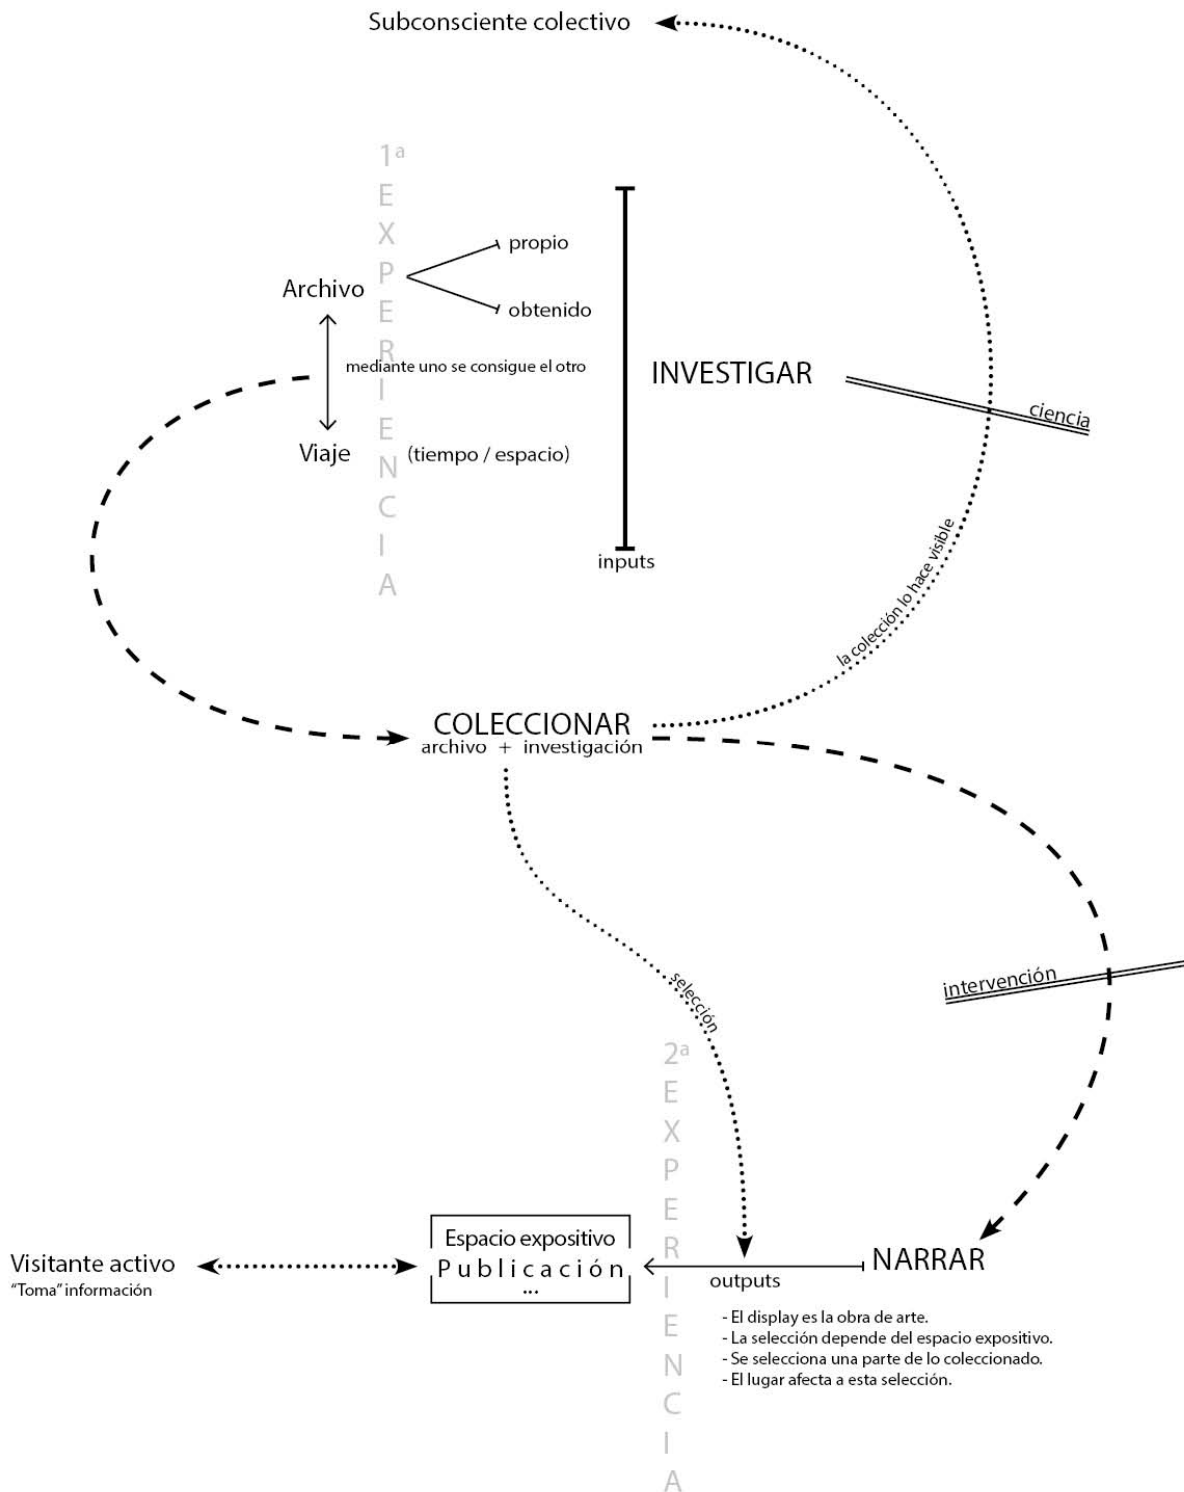 Subconsciente colectivo
1ª EXPERIENCIA
propio
Archivo
obtenido
mediante uno se consigue el otro
INVESTIGAR
ciencia
Viaje
(tiempo / espacio)
inputs
la colección lo hace visible
COLECCIONAR
archivo + investigación
selección
intervención
2ª EXPERIENCIA
Espacio expositivo
Visitante activo
Publicación
NARRAR
"Toma" información
...
outputs
- El display es la obra de arte.
- La selección depende del espacio expositivo.
- Se selecciona una parte de lo coleccionado.
- El lugar afecta a esta selección.